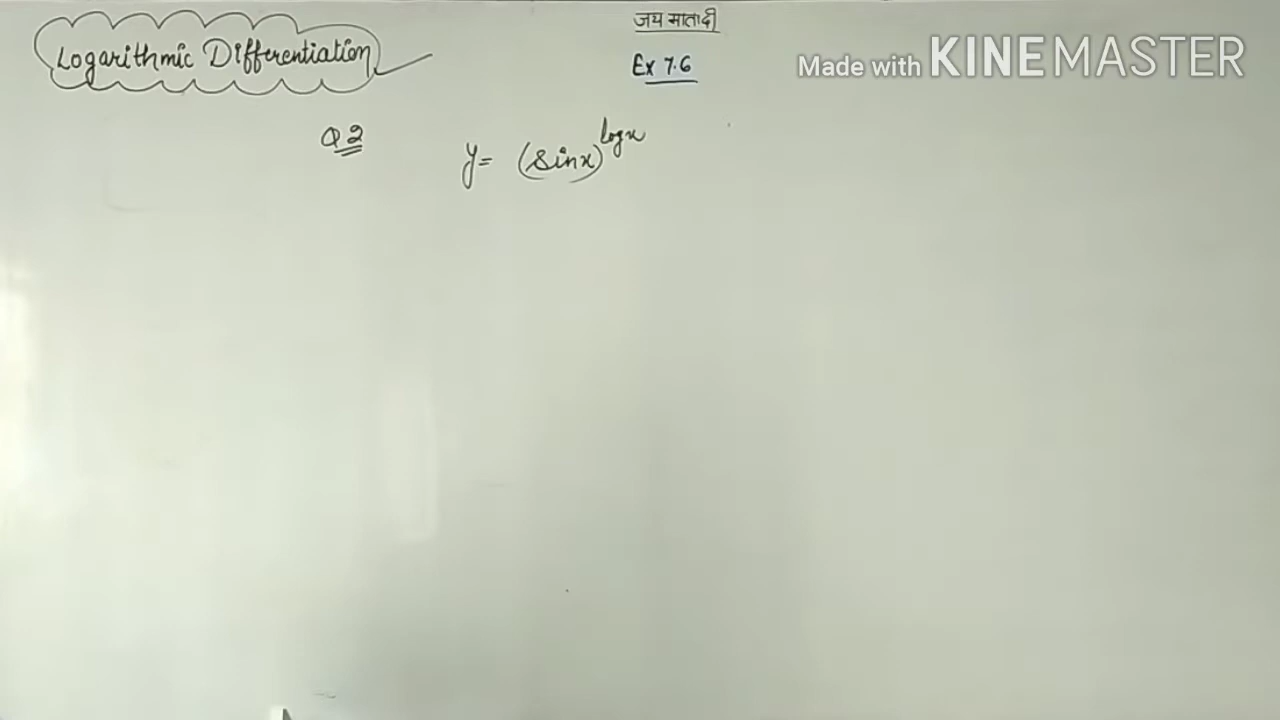 जय माता दी
Logarithmic Differentiation
Ex 7.6
Made with KINEMASTER
Q2 y = (sinx)^logx